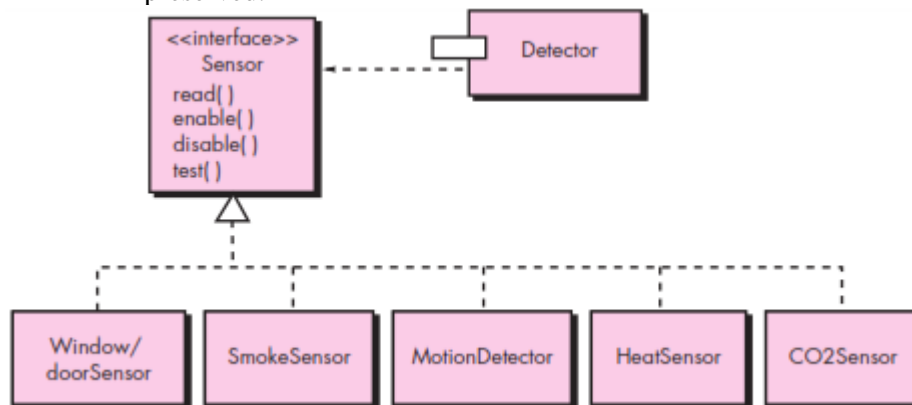 <<interface>>
Sensor
read( )
enable( )
disable( )
test( )
Detector
Window/
doorSensor
SmokeSensor
MotionDetector
HeatSensor
CO2Sensor